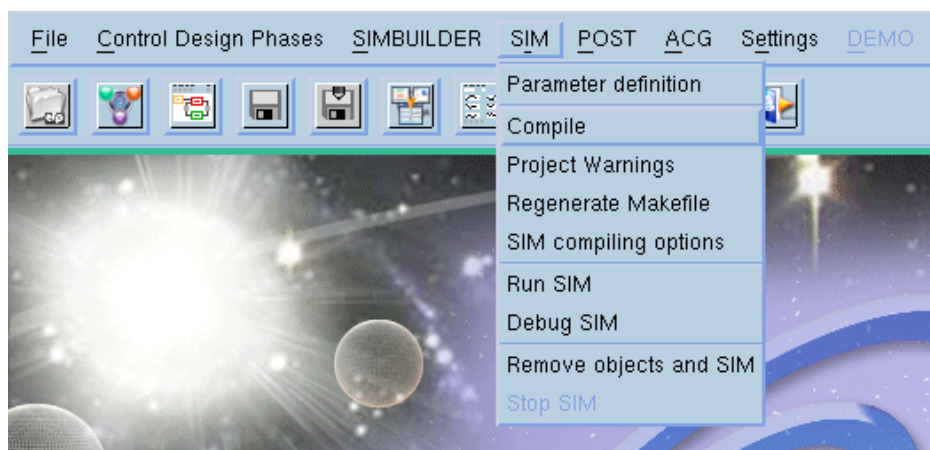 File Control Design Phases SIMBUILDER SIM POST ACG Settings DEMO
Parameter definition
Compile
Project Warnings
Regenerate Makefile
SIM compiling options
Run SIM
Debug SIM
Remove objects and SIM
Stop SIM